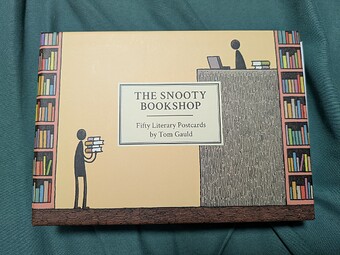 THE SNOOTY
BOOKSHOP
Fifty Literary Postcards
by Tom Gauld